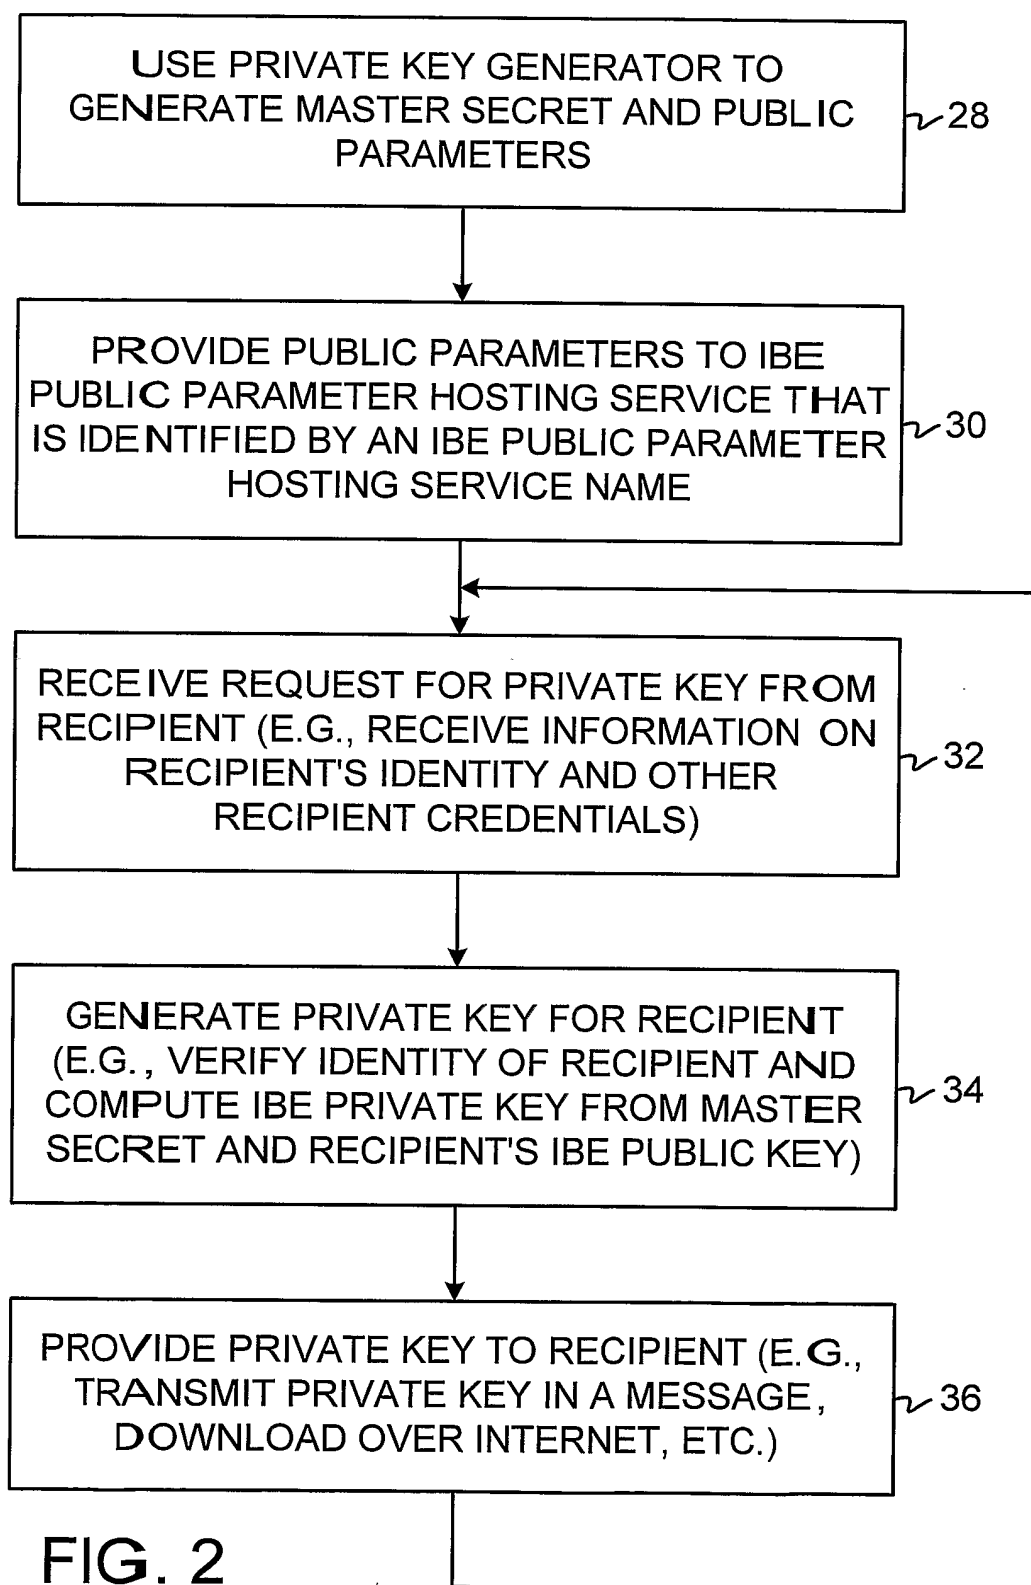 USE PRIVATE KEY GENERATOR TO
GENERATE MASTER SECRET AND PUBLIC
PARAMETERS
28
PROVIDE PUBLIC PARAMETERS TO IBE
PUBLIC PARAMETER HOSTING SERVICE THAT
IS IDENTIFIED BY AN IBE PUBLIC PARAMETER
HOSTING SERVICE NAME
30
RECEIVE REQUEST FOR PRIVATE KEY FROM
RECIPIENT (E.G., RECEIVE INFORMATION ON
RECIPIENT'S IDENTITY AND OTHER
RECIPIENT CREDENTIALS)
32
GENERATE PRIVATE KEY FOR RECIPIENT
(E.G., VERIFY IDENTITY OF RECIPIENT AND
COMPUTE IBE PRIVATE KEY FROM MASTER
SECRET AND RECIPIENT'S IBE PUBLIC KEY)
34
PROVIDE PRIVATE KEY TO RECIPIENT (E.G.,
TRANSMIT PRIVATE KEY IN A MESSAGE,
DOWNLOAD OVER INTERNET, ETC.)
36
FIG. 2